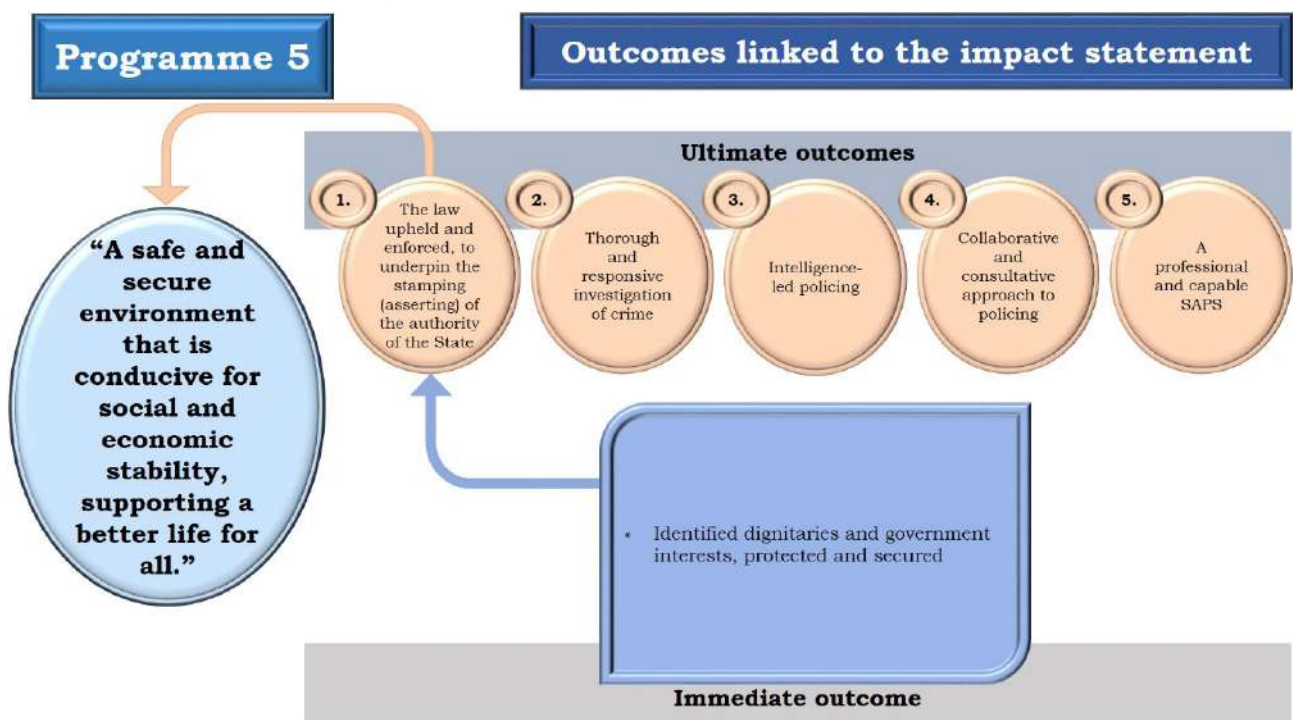 Programme 5
Outcomes linked to the impact statement
Ultimate outcomes
1.
The law
upheld and
enforced, to
underpin the
stamping
(asserting) of
the authority
of the State
2.
Thorough
and
responsive
investigation
of crime
3.
Intelligence-
led policing
4.
Collaborative
and
consultative
approach to
policing
5.
A
professional
and capable
SAPS
“A safe and
secure
environment
that is
conducive for
social and
economic
stability,
supporting a
better life for
all.”
• Identified dignitaries and government
interests, protected and secured
Immediate outcome